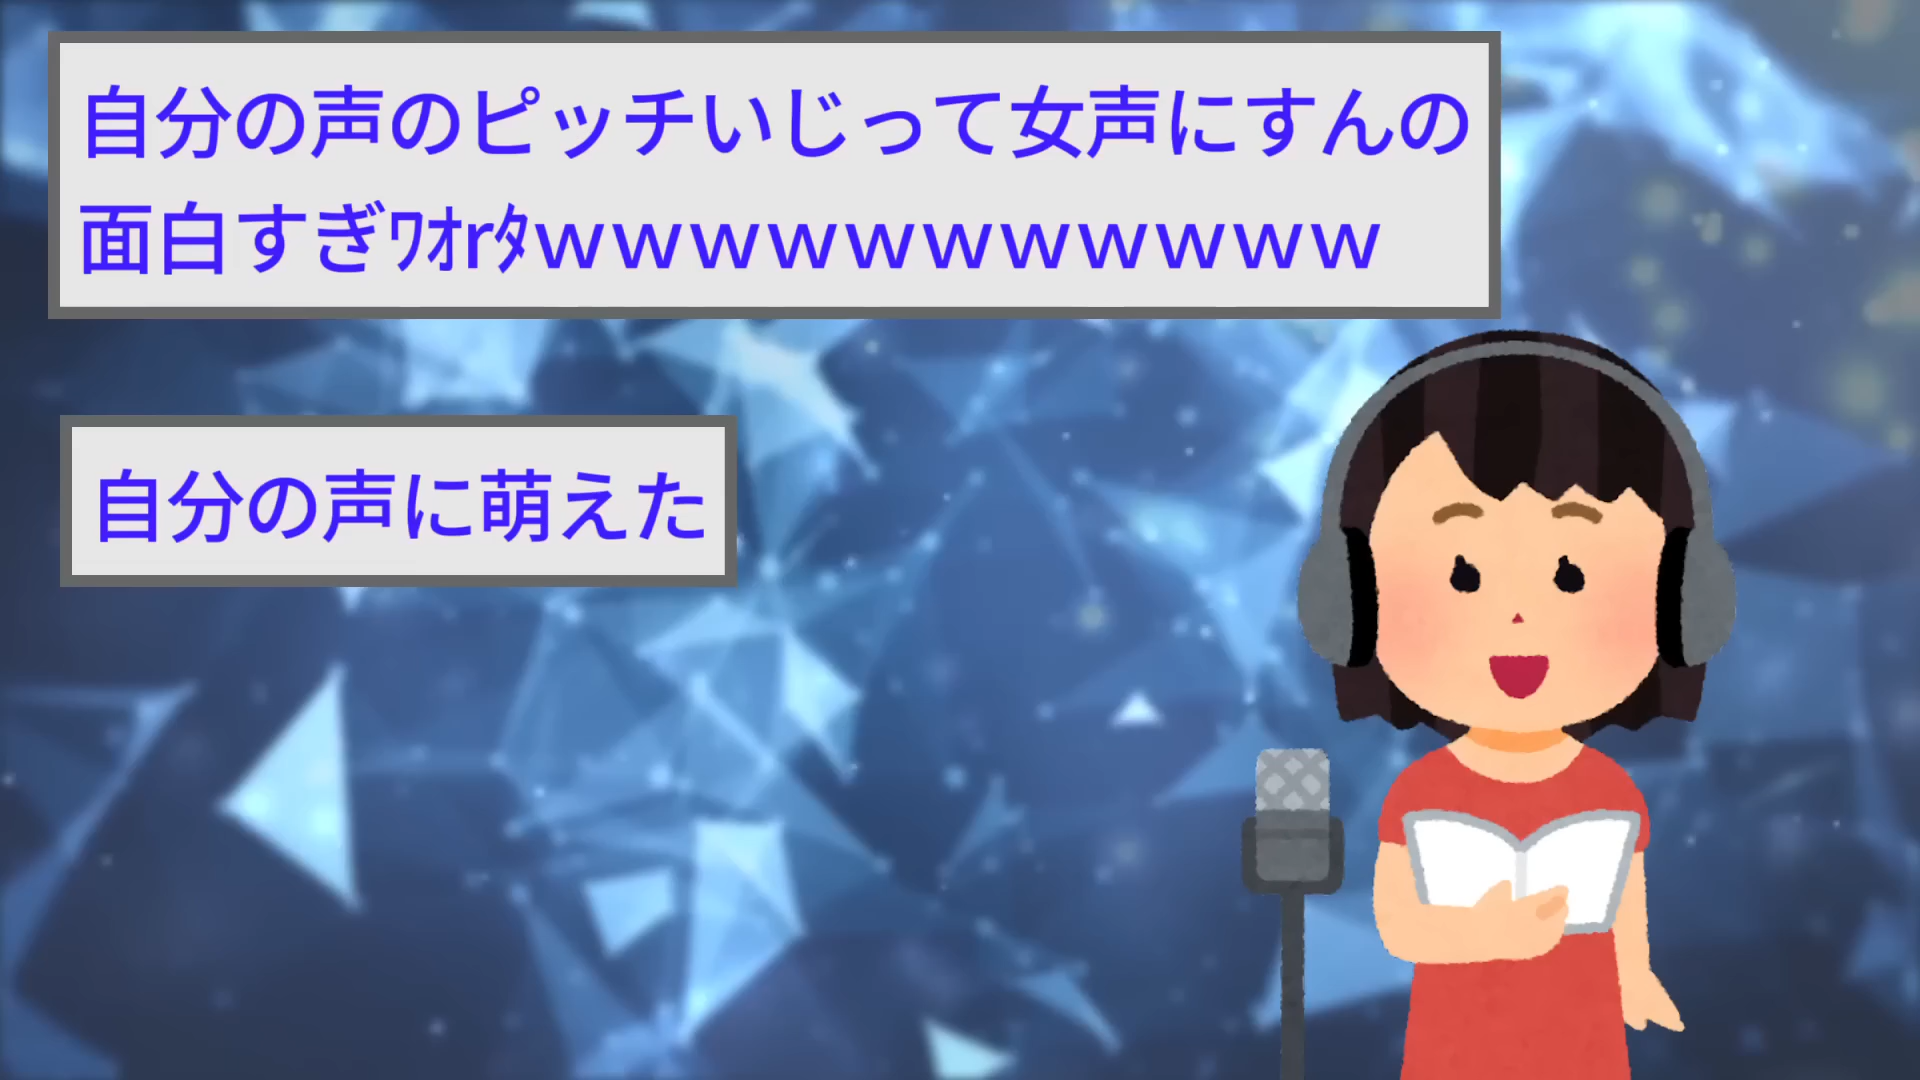 自分の声のピッチいじって女声にすんの
面白すぎﾜｵrﾀｗｗｗｗｗｗｗｗｗｗｗ
自分の声に萌えた